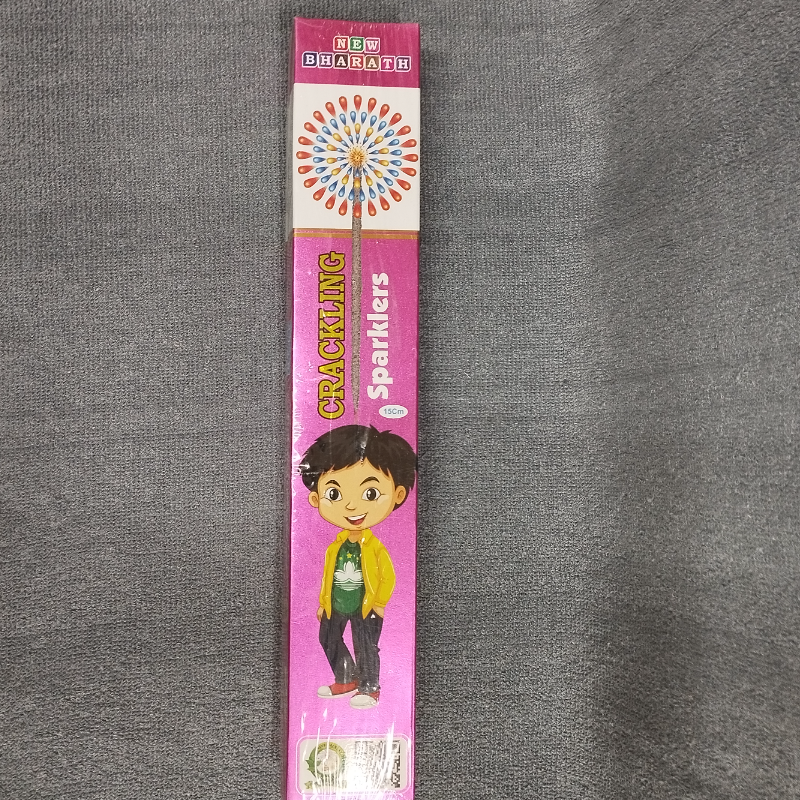 NEW
BHARATH
CRACKLING
Sparklers
15Cm